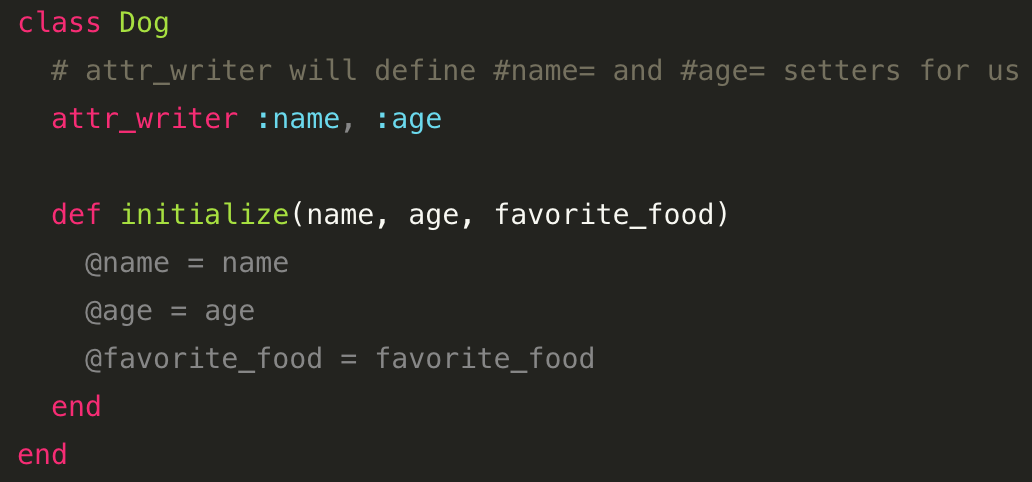 class Dog
  # attr_writer will define #name= and #age= setters for us
  attr_writer :name, :age

  def initialize(name, age, favorite_food)
    @name = name
    @age = age
    @favorite_food = favorite_food
  end
end